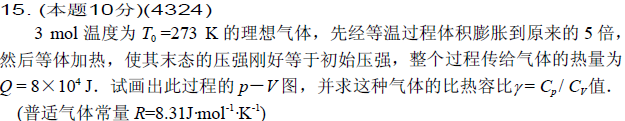 15. (本题10分)(4324)
3 mol 温度为 T₀ =273 K 的理想气体，先经等温过程体积膨胀到原来的 5 倍，
然后等体加热，使其末态的压强刚好等于初始压强，整个过程传给气体的热量为
Q = 8×10⁴ J．试画出此过程的 p－V 图，并求这种气体的比热容比γ = Cₚ / Cᵥ值．
(普适气体常量 R=8.31J·mol⁻¹·K⁻¹)